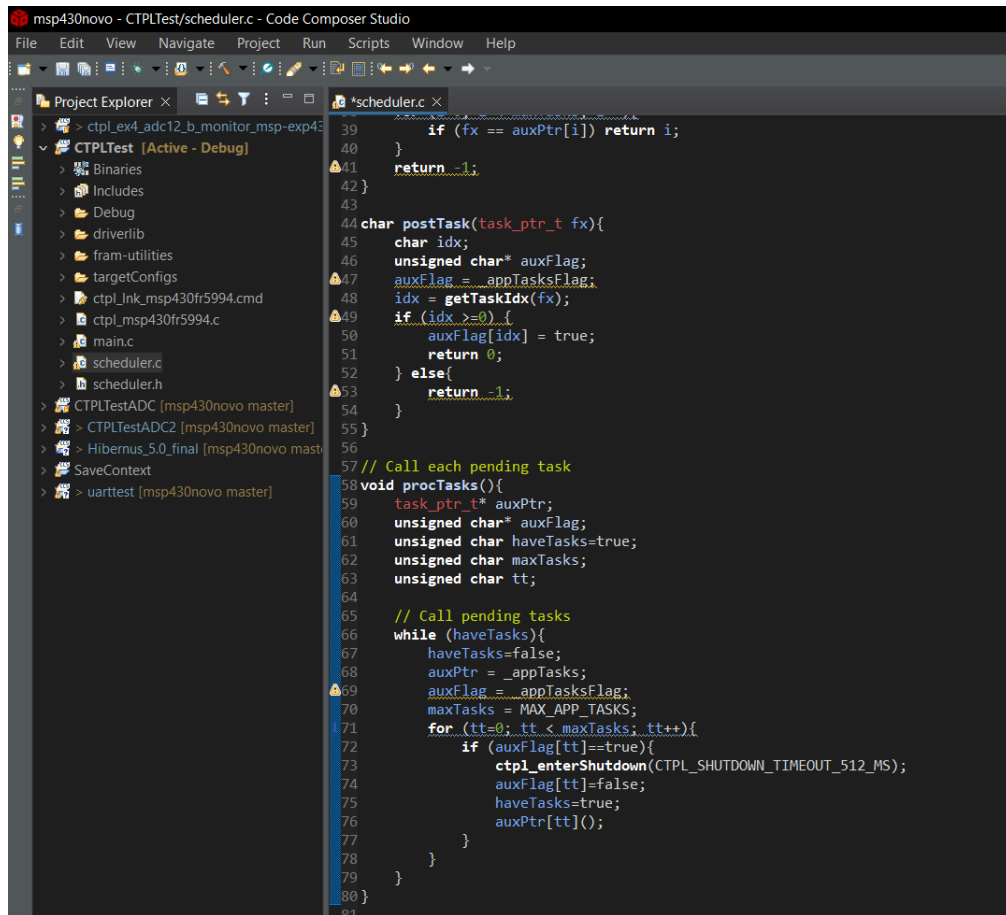 msp430novo - CTPLTest/scheduler.c - Code Composer Studio
File Edit View Navigate Project Run Scripts Window Help
Project Explorer
> ctpl_ex4_adc12_b_monitor_msp-exp43
CTPLTest [Active - Debug]
Binaries
Includes
Debug
driverlib
fram-utilities
targetConfigs
ctpl_lnk_msp430fr5994.cmd
ctpl_msp430fr5994.c
main.c
scheduler.c
scheduler.h
CTPLTestADC [msp430novo master]
> CTPLTestADC2 [msp430novo master]
> Hibernus_5.0_final [msp430novo mast
SaveContext
> uarttest [msp430novo master]
*scheduler.c
39 if (fx == auxPtr[i]) return i;
40 }
41 return -1;
42 }
43
44 char postTask(task_ptr_t fx){
45 char idx;
46 unsigned char* auxFlag;
47 auxFlag = _appTasksFlag;
48 idx = getTaskIdx(fx);
49 if (idx >=0) {
50 auxFlag[idx] = true;
51 return 0;
52 } else{
53 return -1;
54 }
55 }
56
57 // Call each pending task
58 void procTasks(){
59 task_ptr_t* auxPtr;
60 unsigned char* auxFlag;
61 unsigned char haveTasks=true;
62 unsigned char maxTasks;
63 unsigned char tt;
64
65 // Call pending tasks
66 while (haveTasks){
67 haveTasks=false;
68 auxPtr = _appTasks;
69 auxFlag = _appTasksFlag;
70 maxTasks = MAX_APP_TASKS;
71 for (tt=0; tt < maxTasks; tt++){
72 if (auxFlag[tt]==true){
73 ctpl_enterShutdown(CTPL_SHUTDOWN_TIMEOUT_512_MS);
74 auxFlag[tt]=false;
75 haveTasks=true;
76 auxPtr[tt]();
77 }
78 }
79 }
80 }
81